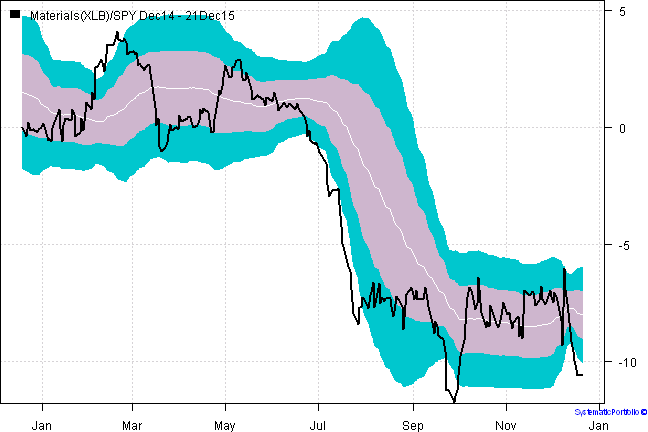 Materials(XLB)/SPY Dec14 - 21Dec15
5
0
-5
-10
Jan Mar May Jul Sep Nov Jan
SystematicPortfolio ©